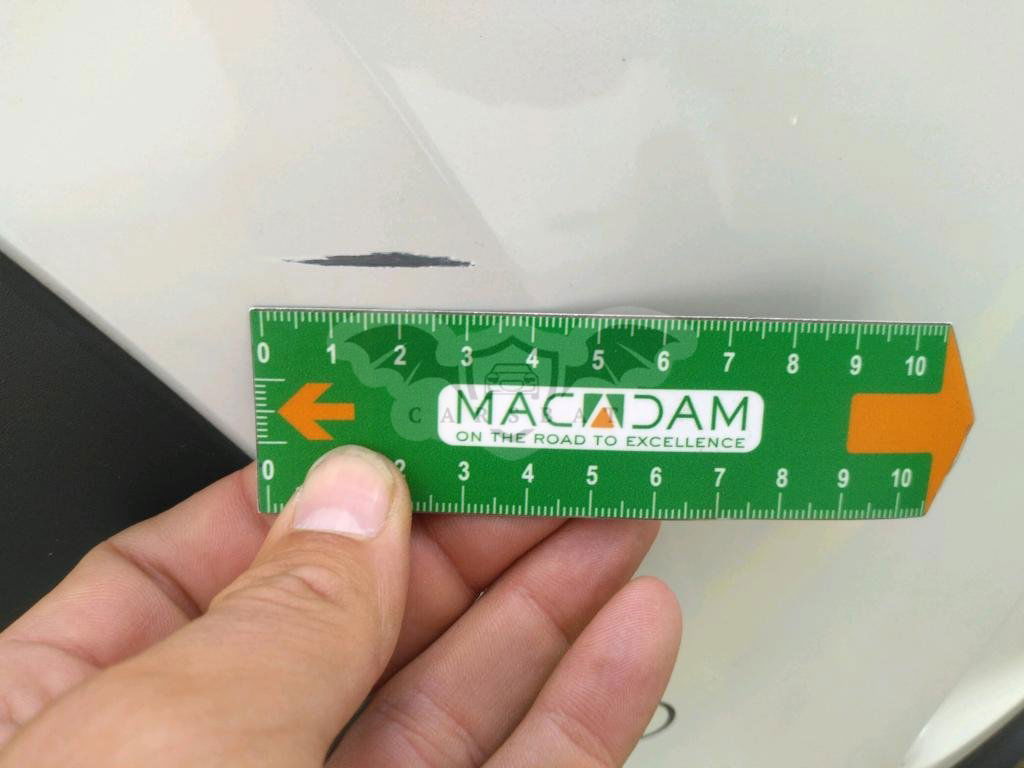 0 1 2 3 4 5 6 7 8 9 10
MACADAM
CARSBAT
ON THE ROAD TO EXCELLENCE
0 2 3 4 5 6 7 8 9 10